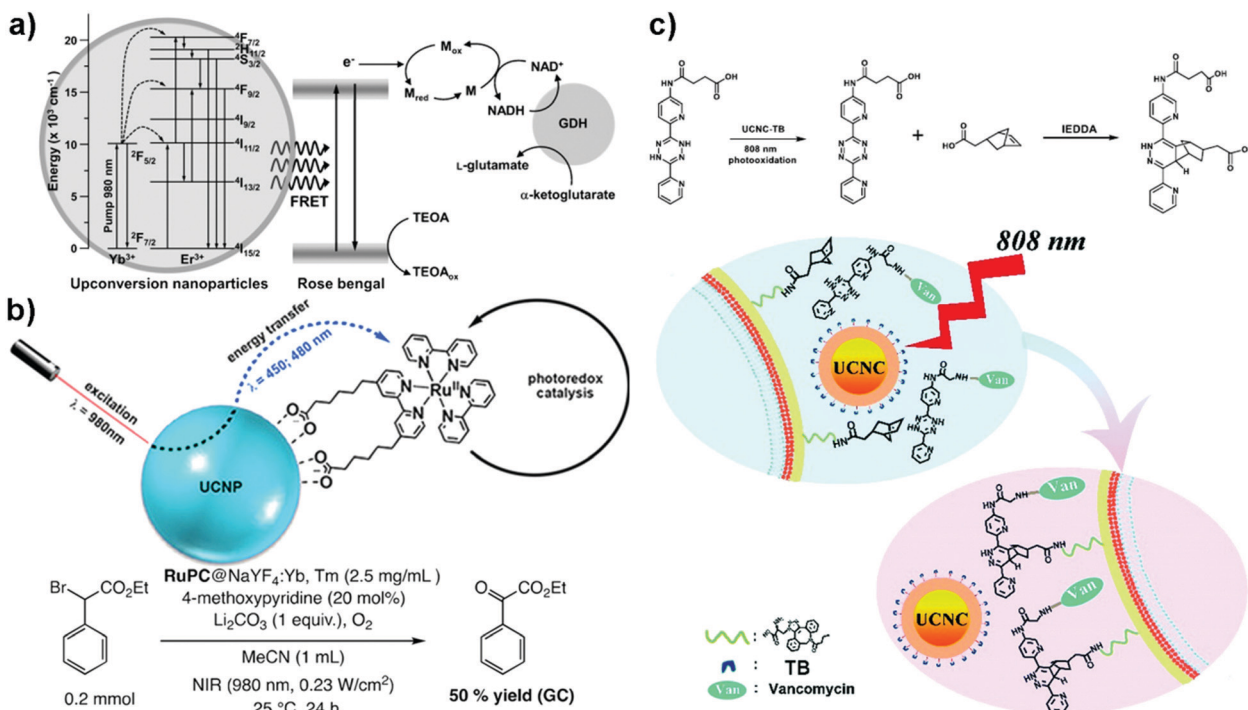 a)
Energy (x 10³ cm⁻¹)
20
15
10
5
0
Pump 980 nm
²F₅/₂
²F₇/₂
Yb³⁺
Er³⁺
⁴F₇/₂
²H₁₁/₂
⁴S₃/₂
⁴F₉/₂
⁴I₉/₂
⁴I₁₁/₂
⁴I₁₃/₂
⁴I₁₅/₂
Upconversion nanoparticles
FRET
Rose bengal
e⁻
Mox
Mred
M
NAD⁺
NADH
GDH
L-glutamate
α-ketoglutarate
TEOA
TEOAox
b)
excitation
λ = 980nm
energy transfer
λ = 450; 480 nm
UCNP
O
O
O
O
N
N
N
N
N
N
Ruᴵᴵ
photoredox
catalysis
Br
CO₂Et
0.2 mmol
RuPC@NaYF₄:Yb, Tm (2.5 mg/mL)
4-methoxypyridine (20 mol%)
Li₂CO₃ (1 equiv.), O₂
MeCN (1 mL)
NIR (980 nm, 0.23 W/cm²)
25 °C, 24 h
O
CO₂Et
50 % yield (GC)
c)
UCNC-TB
808 nm
photooxidation
+
IEDDA
808 nm
Van
UCNC
Van
Van
Van
UCNC
:
: TB
Van : Vancomycin